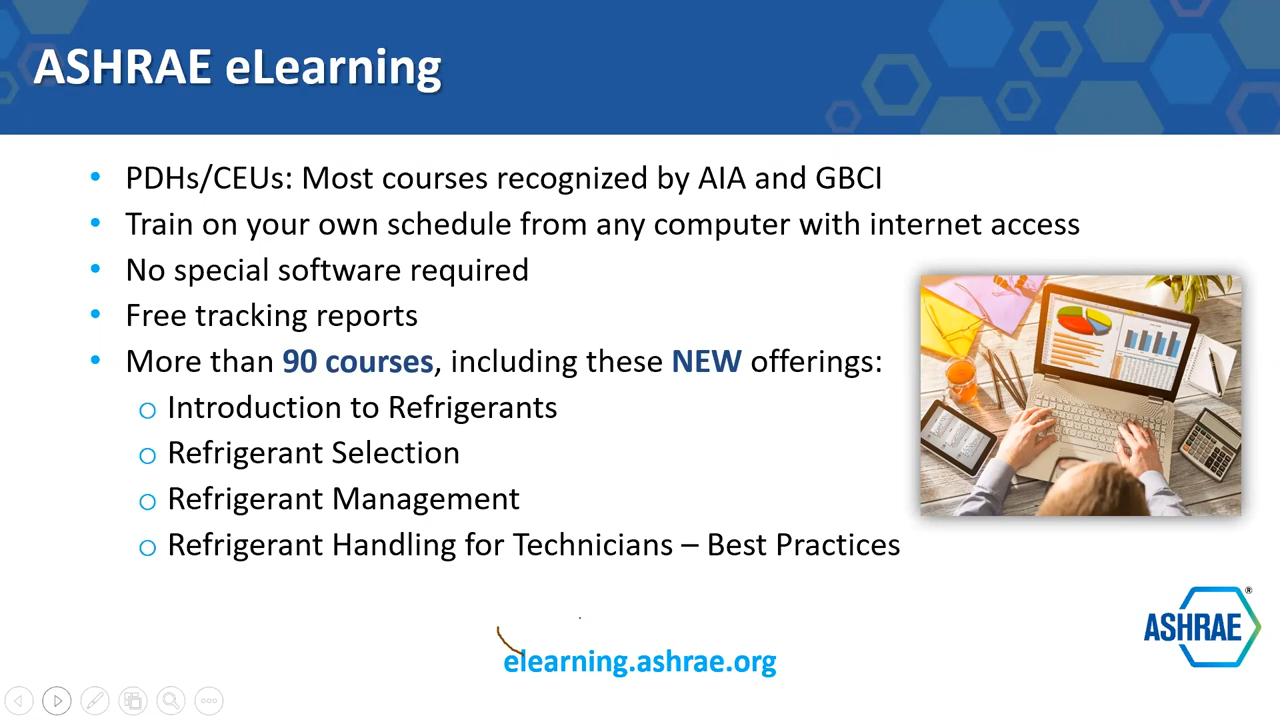 ASHRAE eLearning
• PDHs/CEUs: Most courses recognized by AIA and GBCI
• Train on your own schedule from any computer with internet access
• No special software required
• Free tracking reports
• More than 90 courses, including these NEW offerings:
o Introduction to Refrigerants
o Refrigerant Selection
o Refrigerant Management
o Refrigerant Handling for Technicians – Best Practices
ASHRAE®
elearning.ashrae.org